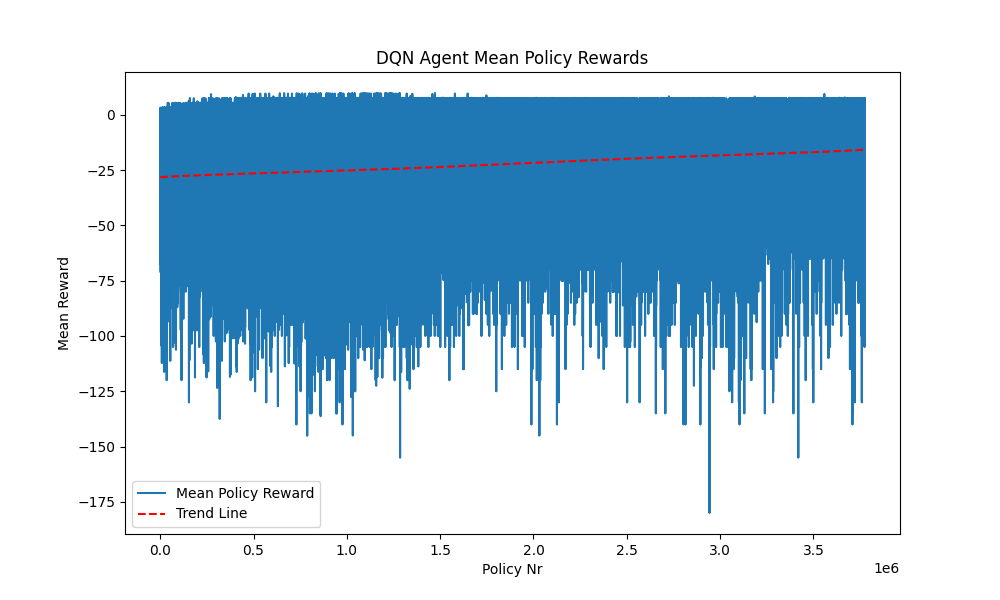 DQN Agent Mean Policy Rewards
Mean Reward
0
−25
−50
−75
−100
−125
−150
−175
Mean Policy Reward
Trend Line
0.0 0.5 1.0 1.5 2.0 2.5 3.0 3.5
1e6
Policy Nr